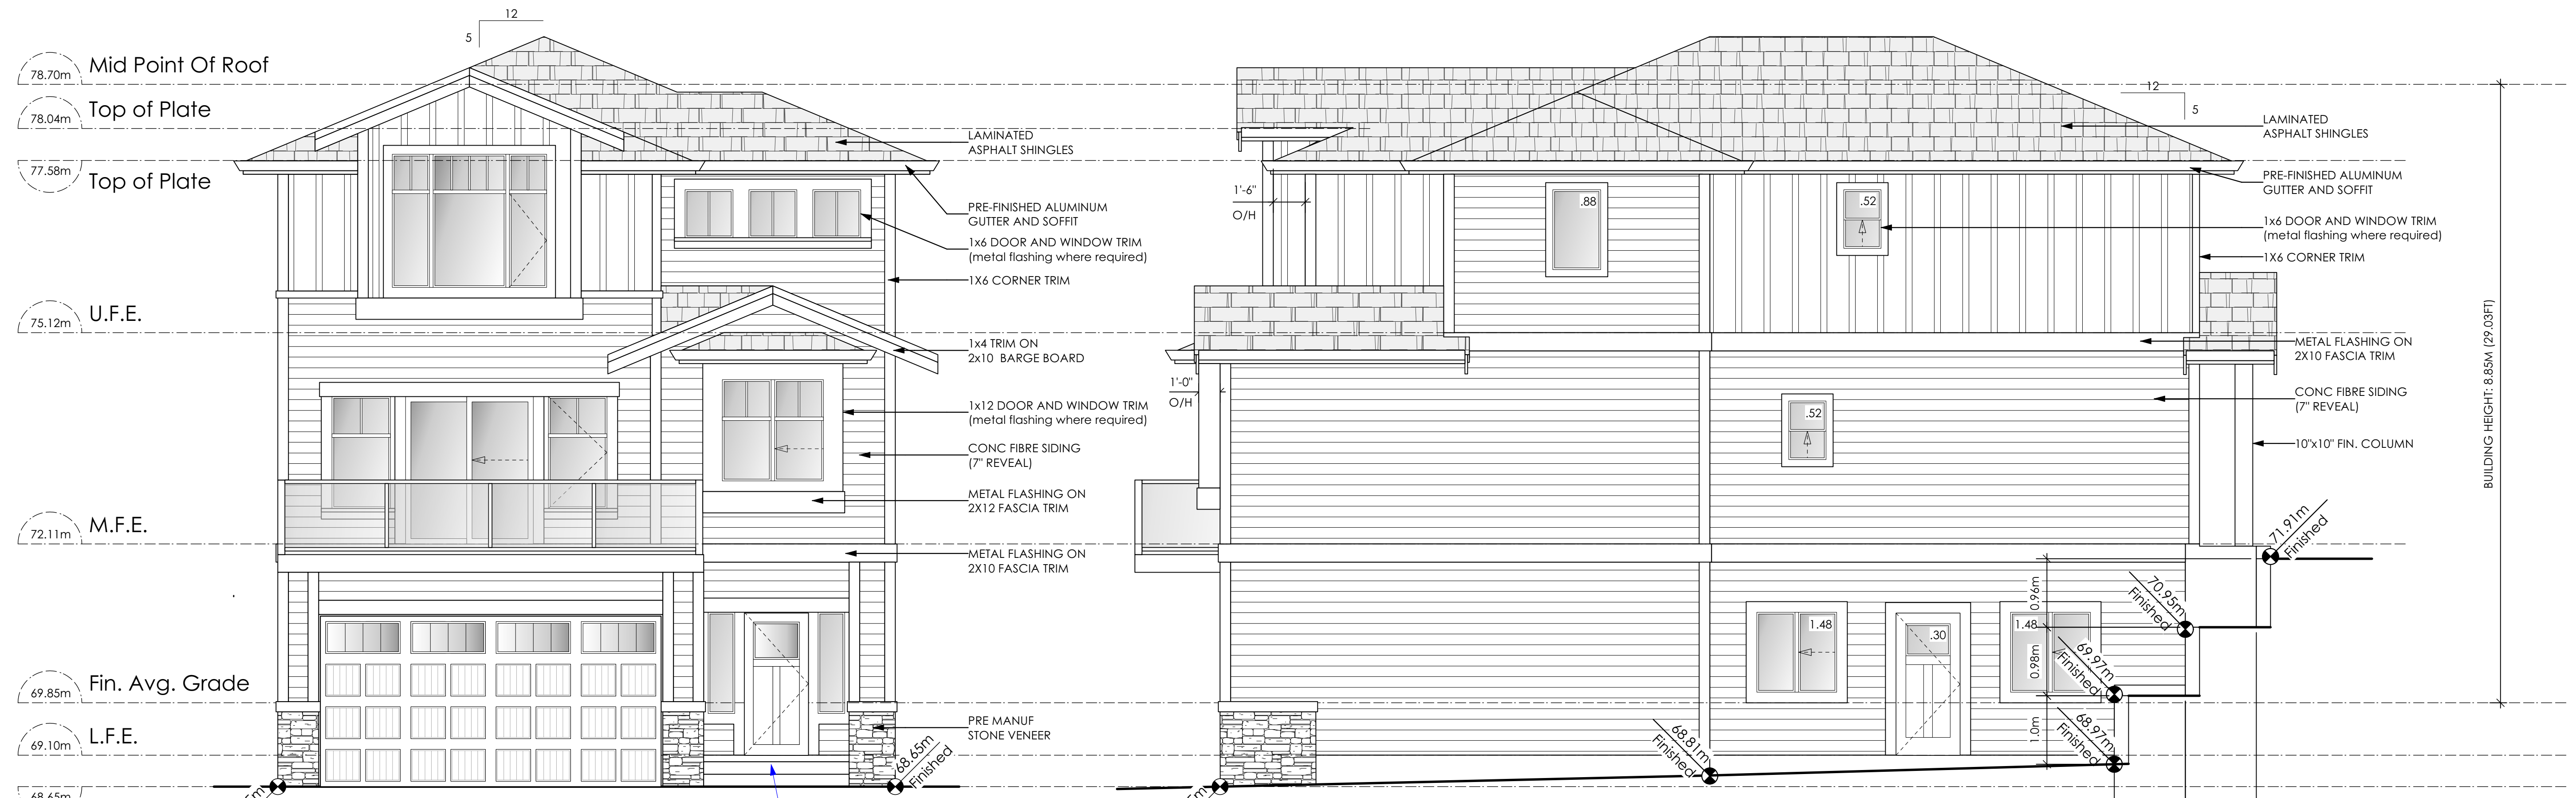 12
5
78.70m
Mid Point Of Roof
78.04m
Top of Plate
77.58m
Top of Plate
75.12m
U.F.E.
72.11m
M.F.E.
69.85m
Fin. Avg. Grade
69.10m
L.F.E.
68.65m
LAMINATED
ASPHALT SHINGLES
PRE-FINISHED ALUMINUM
GUTTER AND SOFFIT
1x6 DOOR AND WINDOW TRIM
(metal flashing where required)
1X6 CORNER TRIM
1x4 TRIM ON
2x10 BARGE BOARD
1x12 DOOR AND WINDOW TRIM
(metal flashing where required)
CONC FIBRE SIDING
(7" REVEAL)
METAL FLASHING ON
2X12 FASCIA TRIM
METAL FLASHING ON
2X10 FASCIA TRIM
PRE MANUF
STONE VENEER
68.65m
Finished
1'-6"
O/H
1'-0"
O/H
.88
.52
.52
1.48
.30
1.48
12
5
LAMINATED
ASPHALT SHINGLES
PRE-FINISHED ALUMINUM
GUTTER AND SOFFIT
1x6 DOOR AND WINDOW TRIM
(metal flashing where required)
1X6 CORNER TRIM
METAL FLASHING ON
2X10 FASCIA TRIM
CONC FIBRE SIDING
(7" REVEAL)
10"x10" FIN. COLUMN
71.91m
Finished
70.95m
Finished
69.97m
Finished
68.97m
Finished
68.81m
Finished
0.96m
0.98m
1.0m
BUILDING HEIGHT: 8.85M (29.03FT)